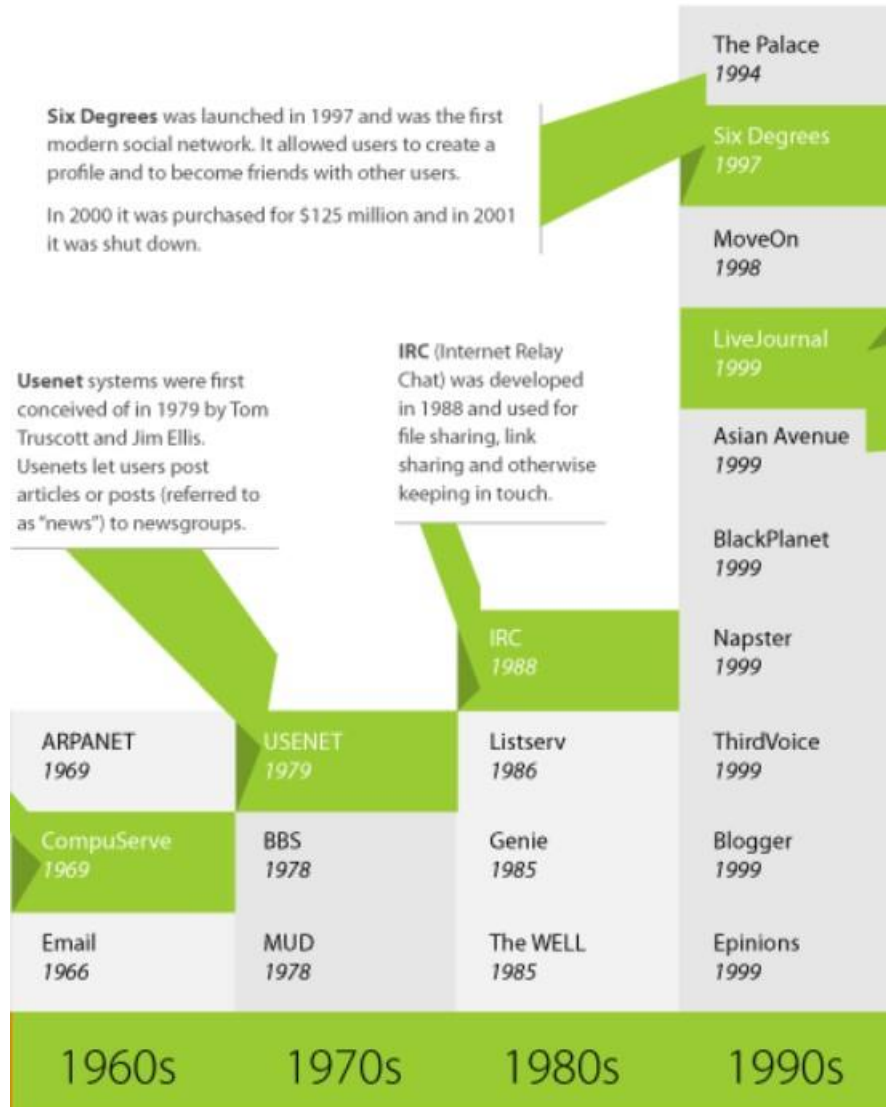 Six Degrees was launched in 1997 and was the first
modern social network. It allowed users to create a
profile and to become friends with other users.
In 2000 it was purchased for $125 million and in 2001
it was shut down.
Usenet systems were first
conceived of in 1979 by Tom
Truscott and Jim Ellis.
Usenets let users post
articles or posts (referred to
as "news") to newsgroups.
IRC (Internet Relay
Chat) was developed
in 1988 and used for
file sharing, link
sharing and otherwise
keeping in touch.
ARPANET
1969
CompuServe
1969
Email
1966
1960s
USENET
1979
BBS
1978
MUD
1978
1970s
IRC
1988
Listserv
1986
Genie
1985
The WELL
1985
1980s
The Palace
1994
Six Degrees
1997
MoveOn
1998
LiveJournal
1999
Asian Avenue
1999
BlackPlanet
1999
Napster
1999
ThirdVoice
1999
Blogger
1999
Epinions
1999
1990s